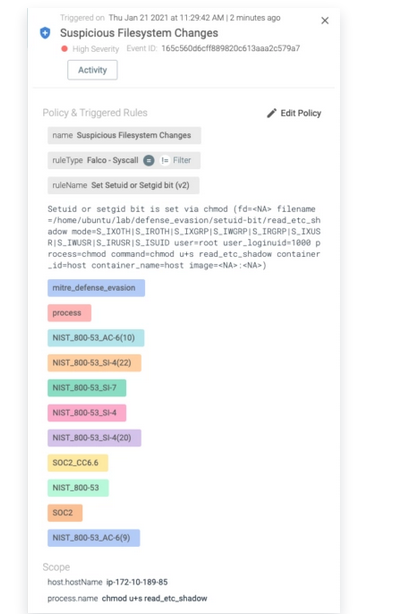 Triggered on Thu Jan 21 2021 at 11:29:42 AM | 2 minutes ago
Suspicious Filesystem Changes
High Severity Event ID: 165c560d6cff889820c613aaa2c579a7
Activity
Policy & Triggered Rules
Edit Policy
name Suspicious Filesystem Changes
ruleType Falco - Syscall = != Filter
ruleName Set Setuid or Setgid bit (v2)
Setuid or setgid bit is set via chmod (fd=<NA> filename
=/home/ubuntu/lab/defense_evasion/setuid-bit/read_etc_sh
adow mode=S_IXOTH|S_IROTH|S_IXGRP|S_IWGRP|S_IRGRP|S_IXUS
R|S_IWUSR|S_IRUSR|S_ISUID user=root user_loginuid=1000 p
rocess=chmod command=chmod u+s read_etc_shadow container
_id=host container_name=host image=<NA>:<NA>)
mitre_defense_evasion
process
NIST_800-53_AC-6(10)
NIST_800-53_SI-4(22)
NIST_800-53_SI-7
NIST_800-53_SI-4
NIST_800-53_SI-4(20)
SOC2_CC6.6
NIST_800-53
SOC2
NIST_800-53_AC-6(9)
Scope
host.hostName ip-172-10-189-85
process.name chmod u+s read_etc_shadow